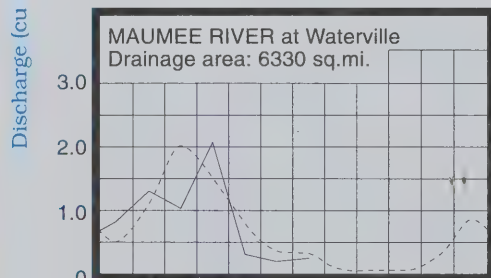 Discharge (cu
MAUMEE RIVER at Waterville
Drainage area: 6330 sq.mi.
3.0
2.0
1.0
0